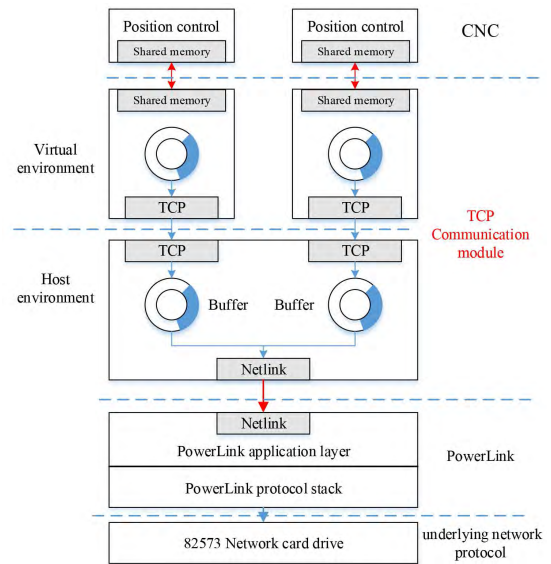 Position control
Position control
CNC
Shared memory
Shared memory
Shared memory
Shared memory
Virtual
environment
TCP
TCP
TCP
Communication
module
TCP
TCP
Host
environment
Buffer
Buffer
Netlink
Netlink
PowerLink application layer
PowerLink
PowerLink protocol stack
82573 Network card drive
underlying network
protocol